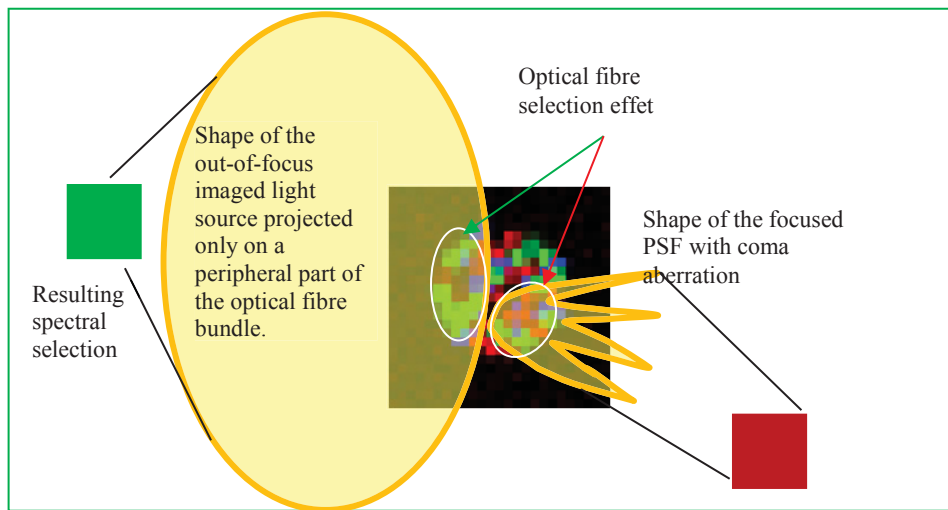 Optical fibre
selection effet
Shape of the
out-of-focus
imaged light
source projected
only on a
peripheral part of
the optical fibre
bundle.
Shape of the focused
PSF with coma
aberration
Resulting
spectral
selection